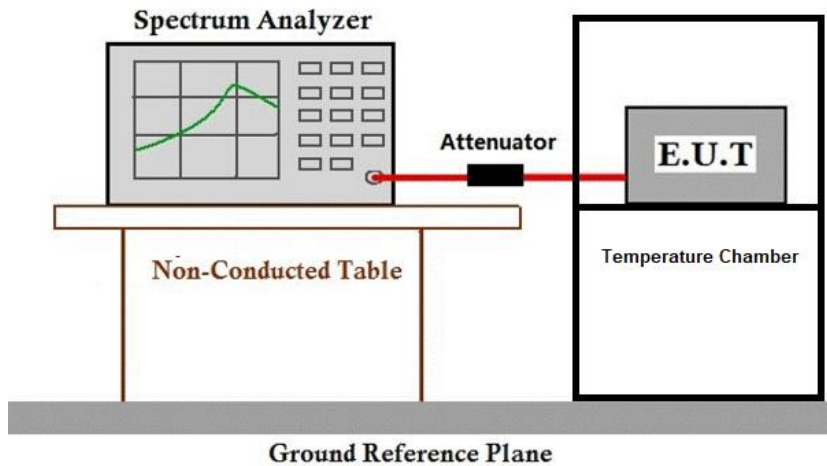 Spectrum Analyzer
Attenuator
E.U.T
Temperature Chamber
Non-Conducted Table
Ground Reference Plane